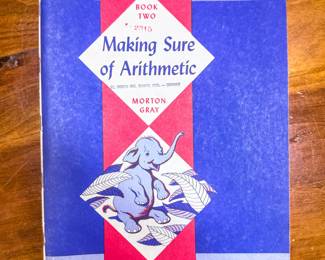 BOOK
TWO
Making Sure
of Arithmetic
MORTON
GRAY